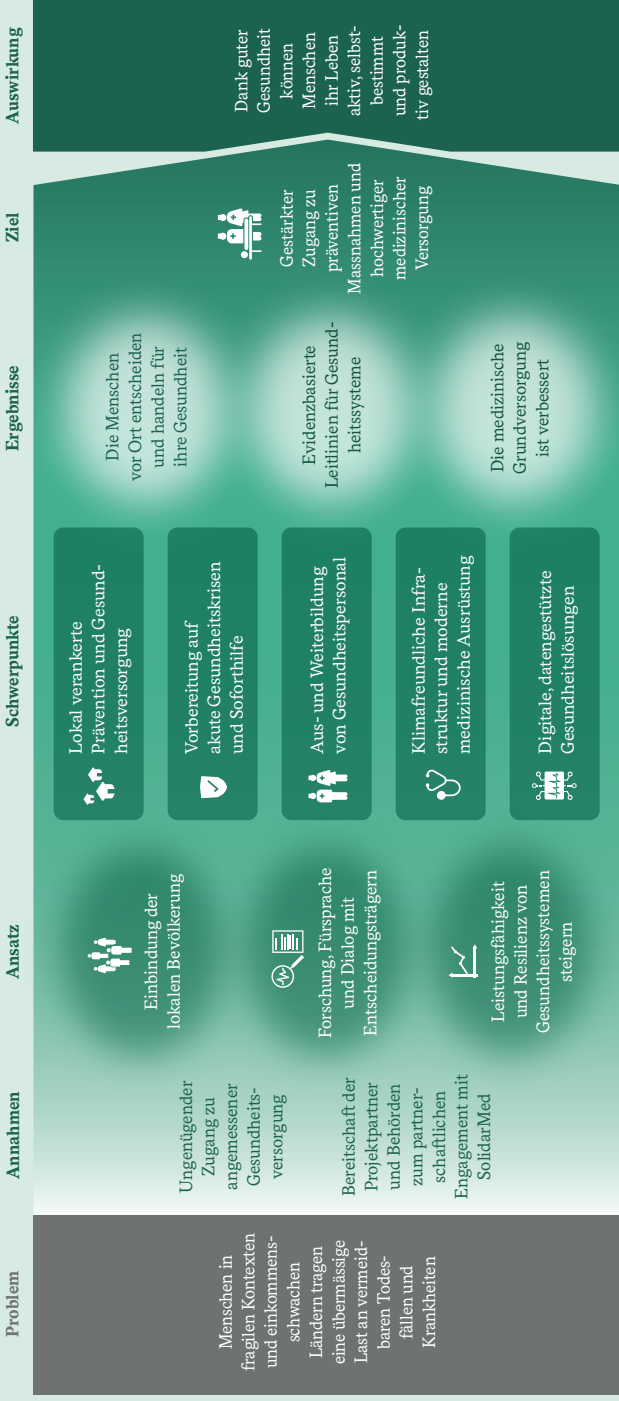 Problem
Menschen in
fragilen Kontexten
und einkommens-
schwachen
Ländern tragen
eine übermässige
Last an vermeid-
baren Todes-
fällen und
Krankheiten
Annahmen
Ungenügender
Zugang zu
angemessener
Gesundheits-
versorgung
Bereitschaft der
Projektpartner
und Behörden
zum partner-
schaftlichen
Engagement mit
SolidarMed
Ansatz
Einbindung der
lokalen Bevölkerung
Forschung, Fürsprache
und Dialog mit
Entscheidungsträgern
Leistungsfähigkeit
und Resilienz von
Gesundheitssystemen
steigern
Schwerpunkte
Lokal verankerte
Prävention und Gesund-
heitsversorgung
Vorbereitung auf
akute Gesundheitskrisen
und Soforthilfe
Aus- und Weiterbildung
von Gesundheitspersonal
Klimafreundliche Infra-
struktur und moderne
medizinische Ausrüstung
Digitale, datengestützte
Gesundheitslösungen
Ergebnisse
Die Menschen
vor Ort entscheiden
und handeln für
ihre Gesundheit
Evidenzbasierte
Leitlinien für Gesund-
heitssysteme
Die medizinische
Grundversorgung
ist verbessert
Ziel
Gestärkter
Zugang zu
präventiven
Massnahmen und
hochwertiger
medizinischer
Versorgung
Auswirkung
Dank guter
Gesundheit
können
Menschen
ihr Leben
aktiv, selbst-
bestimmt
und produk-
tiv gestalten